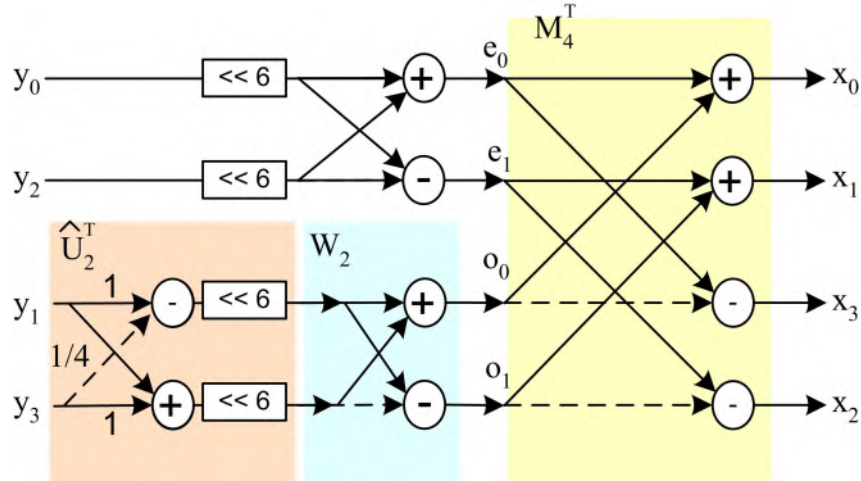 M₄ᵀ
y₀ << 6 + e₀ + x₀
y₂ << 6 - e₁ + x₁
Û₂ᵀ W₂
y₁ 1 - << 6 + o₀ - x₃
1/4
y₃ 1 + << 6 - o₁ - x₂